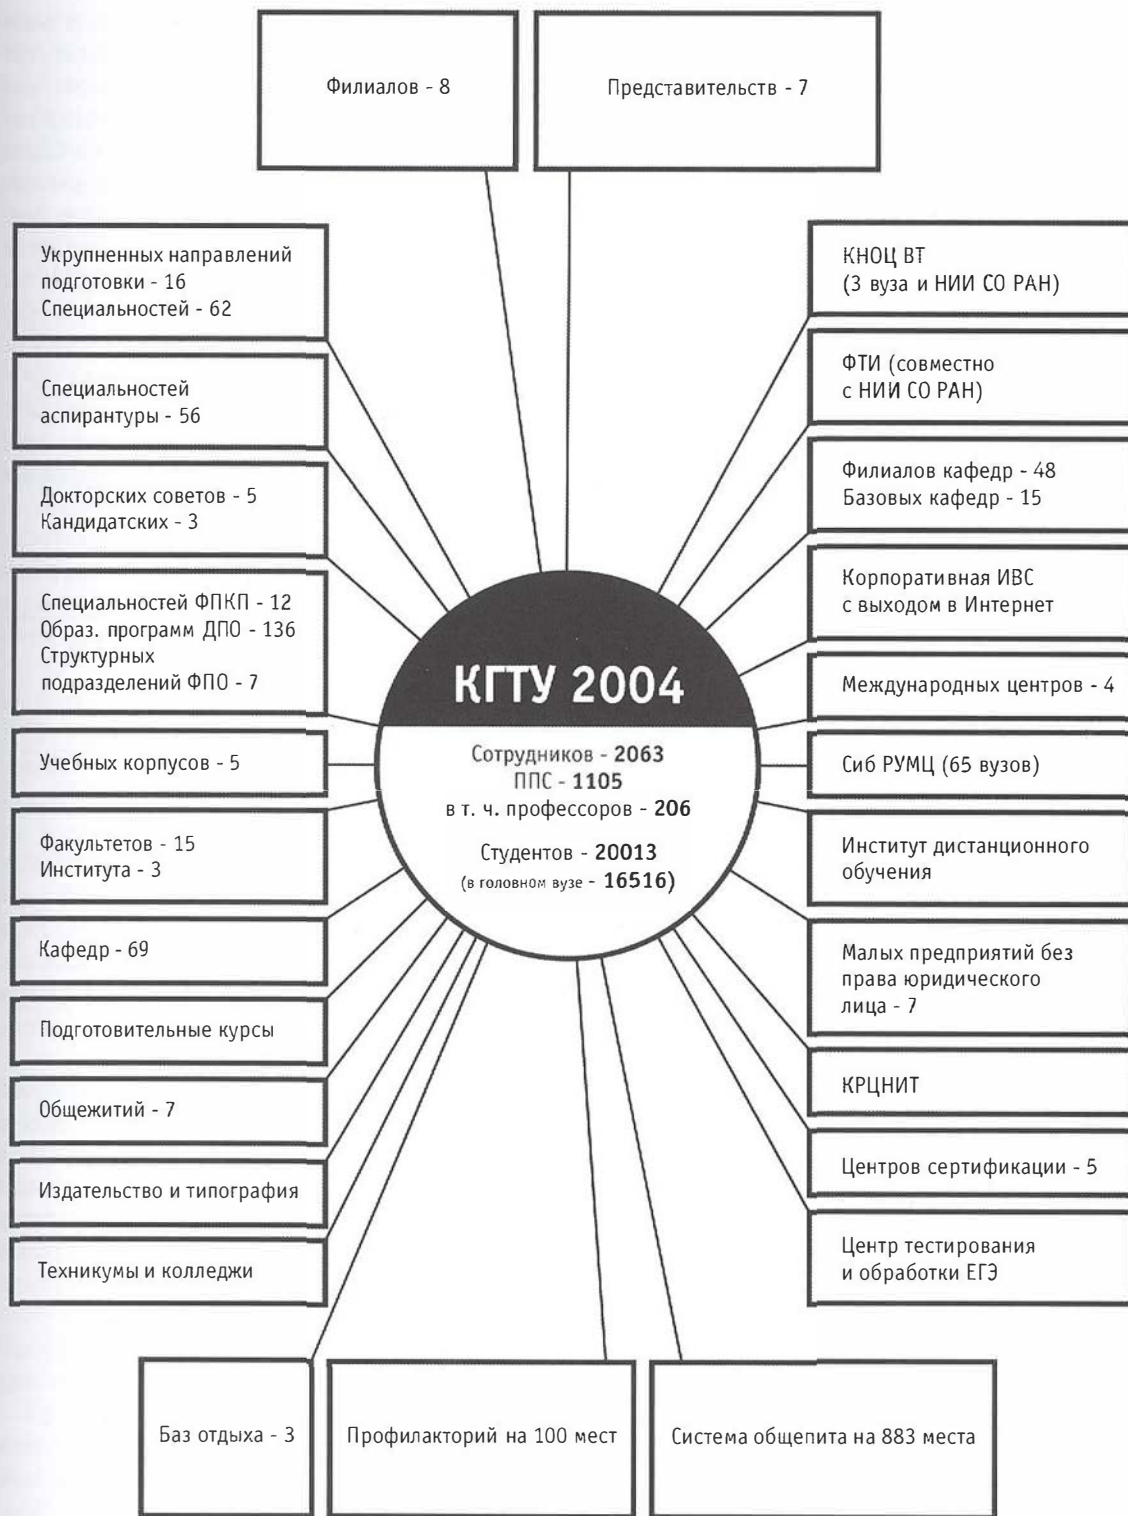 Филиалов - 8
Представительств - 7
Укрупненных направлений
подготовки - 16
Специальностей - 62
Специальностей
аспирантуры - 56
Докторских советов - 5
Кандидатских - 3
Специальностей ФПКП - 12
Образ. программ ДПО - 136
Структурных
подразделений ФПО - 7
Учебных корпусов - 5
Факультетов - 15
Института - 3
Кафедр - 69
Подготовительные курсы
Общежитий - 7
Издательство и типография
Техникумы и колледжи
КГТУ 2004
Сотрудников - 2063
ППС - 1105
в т. ч. профессоров - 206
Студентов - 20013
(в головном вузе - 16516)
КНОЦ ВТ
(3 вуза и НИИ СО РАН)
ФТИ (совместно
с НИИ СО РАН)
Филиалов кафедр - 48
Базовых кафедр - 15
Корпоративная ИВС
с выходом в Интернет
Международных центров - 4
Сиб РУМЦ (65 вузов)
Институт дистанционного
обучения
Малых предприятий без
права юридического
лица - 7
КРЦНИТ
Центров сертификации - 5
Центр тестирования
и обработки ЕГЭ
Баз отдыха - 3
Профилакторий на 100 мест
Система общепита на 883 места